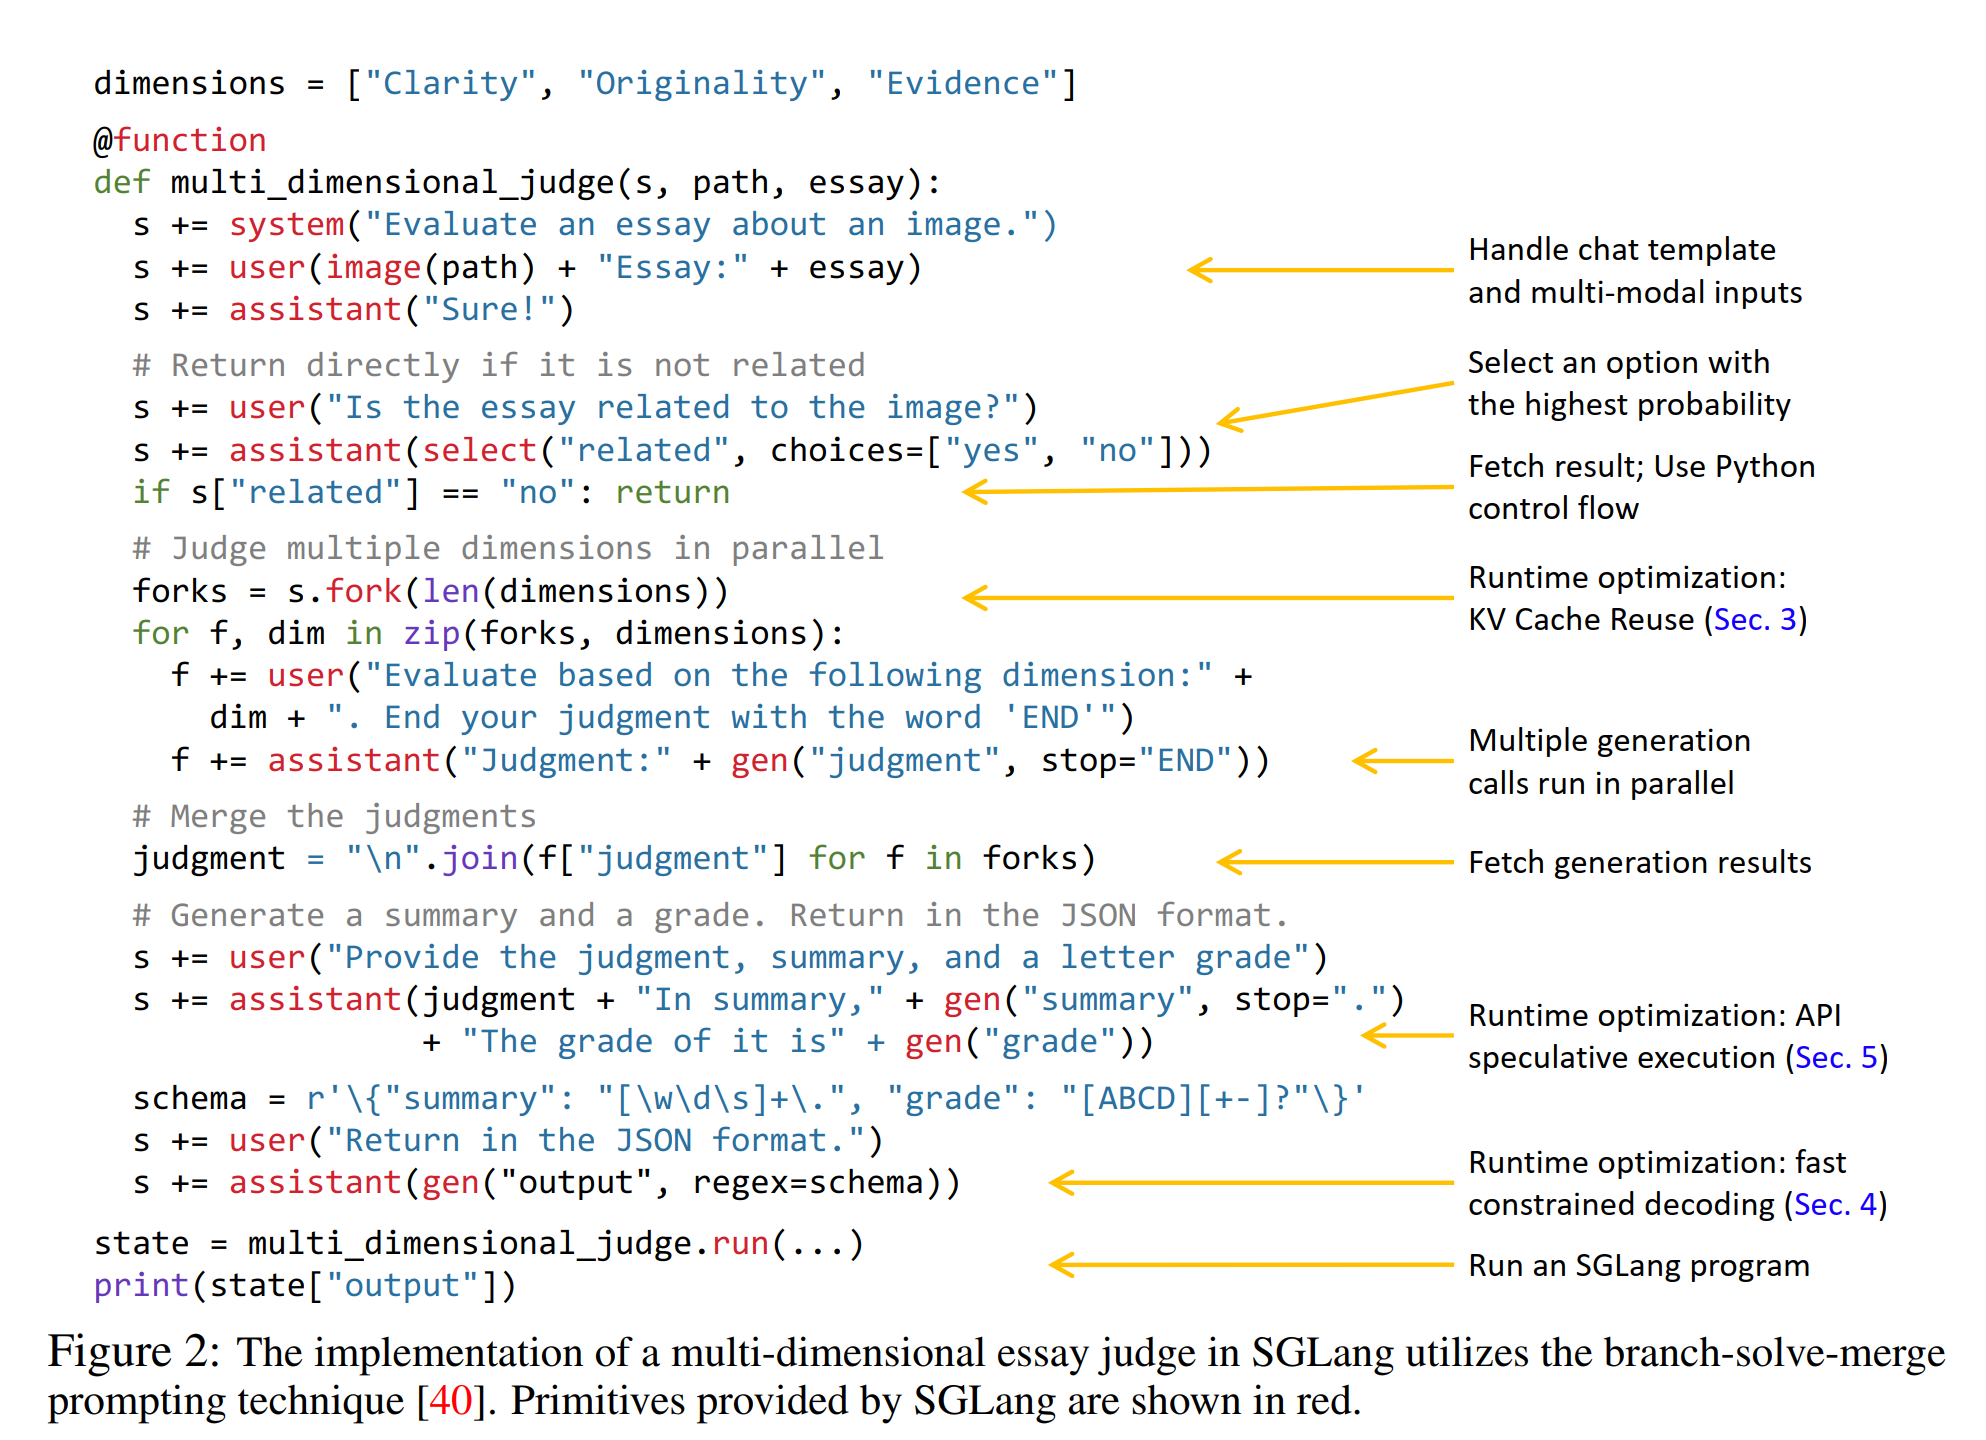 dimensions = ["Clarity", "Originality", "Evidence"]
@function
def multi_dimensional_judge(s, path, essay):
  s += system("Evaluate an essay about an image.")
  s += user(image(path) + "Essay:" + essay)
  s += assistant("Sure!")
Handle chat template
and multi-modal inputs
  # Return directly if it is not related
  s += user("Is the essay related to the image?")
  s += assistant(select("related", choices=["yes", "no"]))
  if s["related"] == "no": return
Select an option with
the highest probability
Fetch result; Use Python
control flow
  # Judge multiple dimensions in parallel
  forks = s.fork(len(dimensions))
  for f, dim in zip(forks, dimensions):
    f += user("Evaluate based on the following dimension:" +
      dim + ". End your judgment with the word 'END'")
    f += assistant("Judgment:" + gen("judgment", stop="END"))
Runtime optimization:
KV Cache Reuse (Sec. 3)
Multiple generation
calls run in parallel
  # Merge the judgments
  judgment = "\n".join(f["judgment"] for f in forks)
Fetch generation results
  # Generate a summary and a grade. Return in the JSON format.
  s += user("Provide the judgment, summary, and a letter grade")
  s += assistant(judgment + "In summary," + gen("summary", stop=".")
                 + "The grade of it is" + gen("grade"))
Runtime optimization: API
speculative execution (Sec. 5)
  schema = r'\{"summary": "[\w\d\s]+\.", "grade": "[ABCD][+-]?"\}'
  s += user("Return in the JSON format.")
  s += assistant(gen("output", regex=schema))
Runtime optimization: fast
constrained decoding (Sec. 4)
state = multi_dimensional_judge.run(...)
print(state["output"])
Run an SGLang program
Figure 2: The implementation of a multi-dimensional essay judge in SGLang utilizes the branch-solve-merge
prompting technique [40]. Primitives provided by SGLang are shown in red.